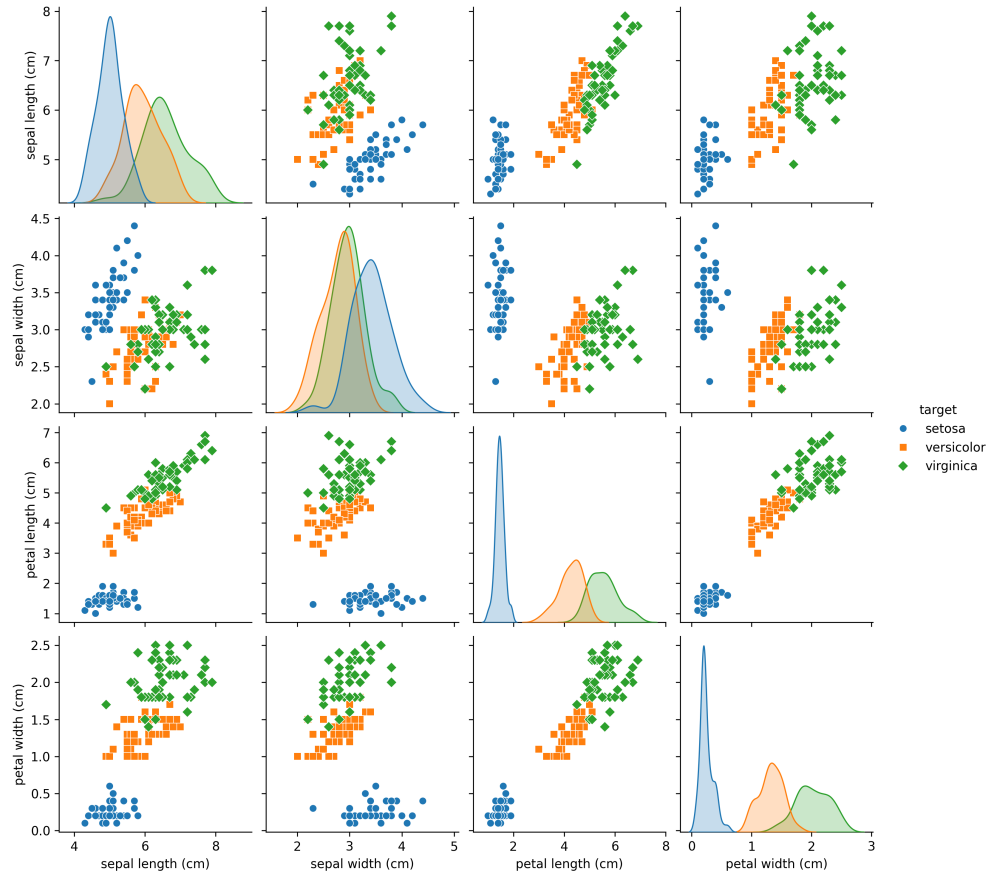 8
7
6
5
sepal length (cm)
4.5
4.0
3.5
3.0
2.5
2.0
sepal width (cm)
target
setosa
versicolor
virginica
7
6
5
4
3
2
1
petal length (cm)
2.5
2.0
1.5
1.0
0.5
0.0
petal width (cm)
4 6 8
sepal length (cm)
2 3 4 5
sepal width (cm)
2 4 6 8
petal length (cm)
0 1 2 3
petal width (cm)